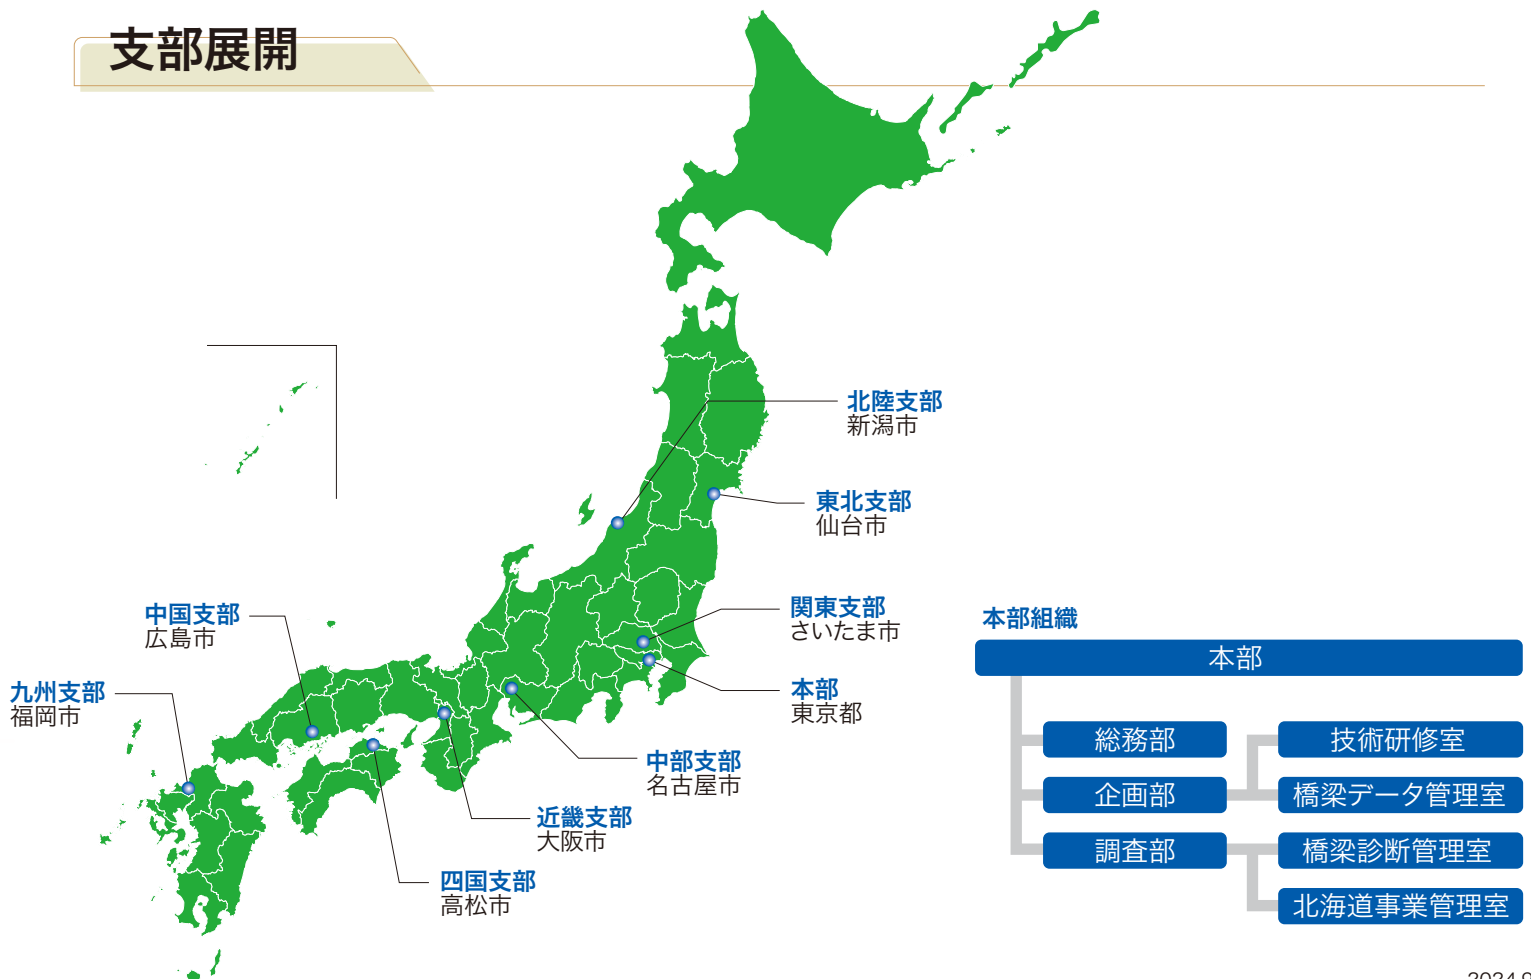 支部展開
北陸支部
新潟市
東北支部
仙台市
関東支部
さいたま市
本部
東京都
中国支部
広島市
九州支部
福岡市
中部支部
名古屋市
近畿支部
大阪市
四国支部
高松市
本部組織
本部
総務部
企画部
調査部
技術研修室
橋梁データ管理室
橋梁診断管理室
北海道事業管理室